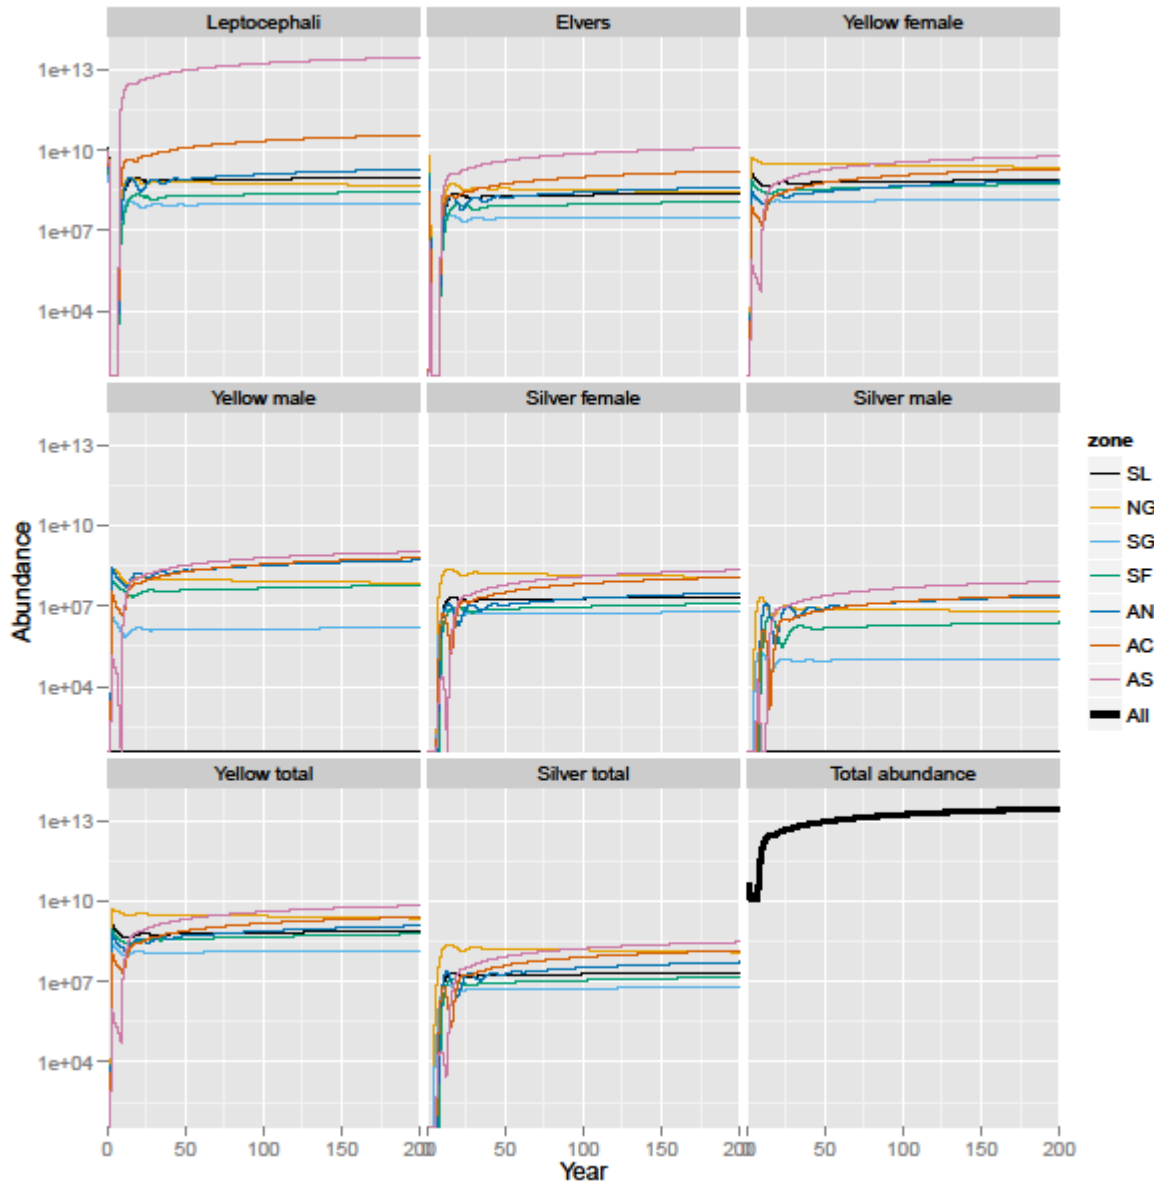 Leptocephali Elvers Yellow female
1e+13
1e+10
1e+07
1e+04
Yellow male Silver female Silver male
1e+13
1e+10
1e+07
1e+04
Abundance
zone
SL
NG
SG
SF
AN
AC
AS
All
Yellow total Silver total Total abundance
1e+13
1e+10
1e+07
1e+04
0 50 100 150 200 0 50 100 150 200 0 50 100 150 200
Year